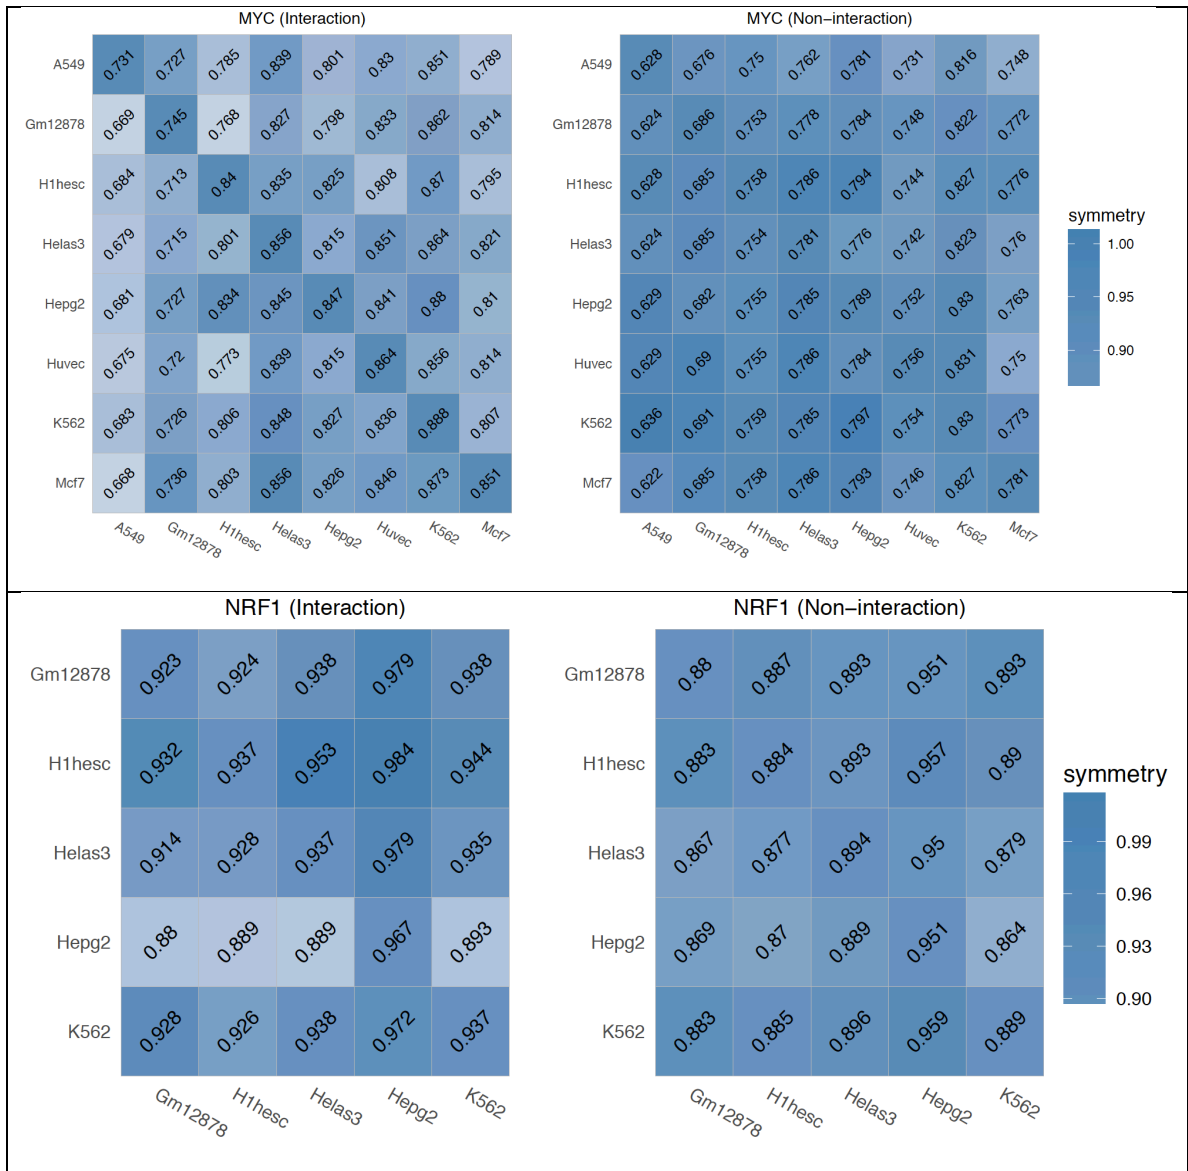 MYC (Interaction)
A549 0.731 0.727 0.785 0.839 0.801 0.83 0.851 0.789
Gm12878 0.669 0.745 0.768 0.827 0.798 0.833 0.862 0.814
H1hesc 0.684 0.713 0.84 0.835 0.825 0.808 0.87 0.795
Helas3 0.679 0.715 0.801 0.856 0.815 0.851 0.864 0.821
Hepg2 0.681 0.727 0.834 0.845 0.847 0.841 0.88 0.81
Huvec 0.675 0.72 0.773 0.839 0.815 0.864 0.856 0.814
K562 0.683 0.726 0.806 0.848 0.827 0.836 0.888 0.807
Mcf7 0.668 0.736 0.803 0.856 0.826 0.846 0.873 0.851
A549 Gm12878 H1hesc Helas3 Hepg2 Huvec K562 Mcf7
MYC (Non−interaction)
A549 0.628 0.676 0.75 0.762 0.781 0.731 0.816 0.748
Gm12878 0.624 0.686 0.753 0.778 0.784 0.748 0.822 0.772
H1hesc 0.628 0.685 0.758 0.786 0.794 0.744 0.827 0.776
Helas3 0.624 0.685 0.754 0.781 0.776 0.742 0.823 0.76
Hepg2 0.629 0.682 0.755 0.785 0.789 0.752 0.83 0.763
Huvec 0.629 0.69 0.755 0.786 0.784 0.756 0.831 0.75
K562 0.636 0.691 0.759 0.785 0.797 0.754 0.83 0.773
Mcf7 0.622 0.685 0.758 0.786 0.793 0.746 0.827 0.781
A549 Gm12878 H1hesc Helas3 Hepg2 Huvec K562 Mcf7
symmetry
1.00
0.95
0.90
NRF1 (Interaction)
Gm12878 0.923 0.924 0.938 0.979 0.938
H1hesc 0.932 0.937 0.953 0.984 0.944
Helas3 0.914 0.928 0.937 0.979 0.935
Hepg2 0.88 0.889 0.889 0.967 0.893
K562 0.928 0.926 0.938 0.972 0.937
Gm12878 H1hesc Helas3 Hepg2 K562
NRF1 (Non−interaction)
Gm12878 0.88 0.887 0.893 0.951 0.893
H1hesc 0.883 0.884 0.893 0.957 0.89
Helas3 0.867 0.877 0.894 0.95 0.879
Hepg2 0.869 0.87 0.889 0.951 0.864
K562 0.883 0.885 0.896 0.959 0.889
Gm12878 H1hesc Helas3 Hepg2 K562
symmetry
0.99
0.96
0.93
0.90